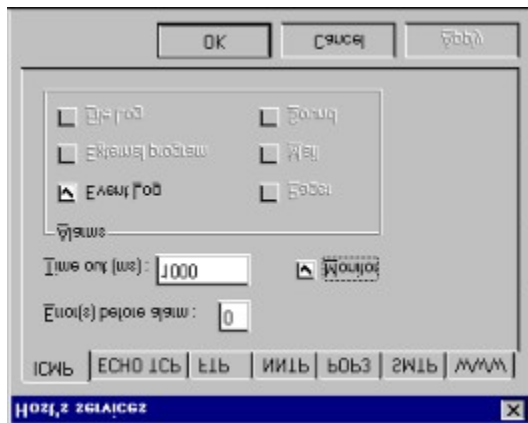 Host's services
ICMP ECHO TCP FTP NNTP POP3 SMTP WWW
Error(s) before alarm : 0
Time out (ms) : 1000 Monitor
Alarms
Event Log Pager
External program Mail
File Log Sound
OK Cancel Apply